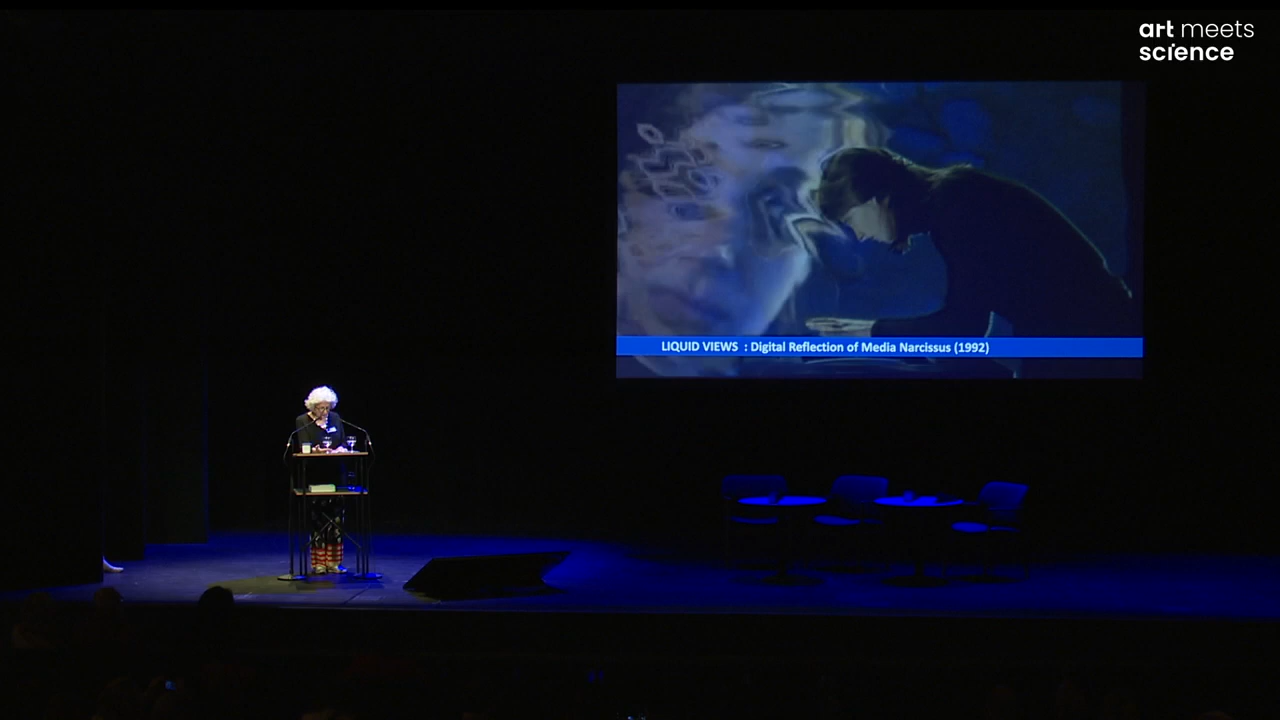 art meets
science
LIQUID VIEWS : Digital Reflection of Media Narcissus (1992)